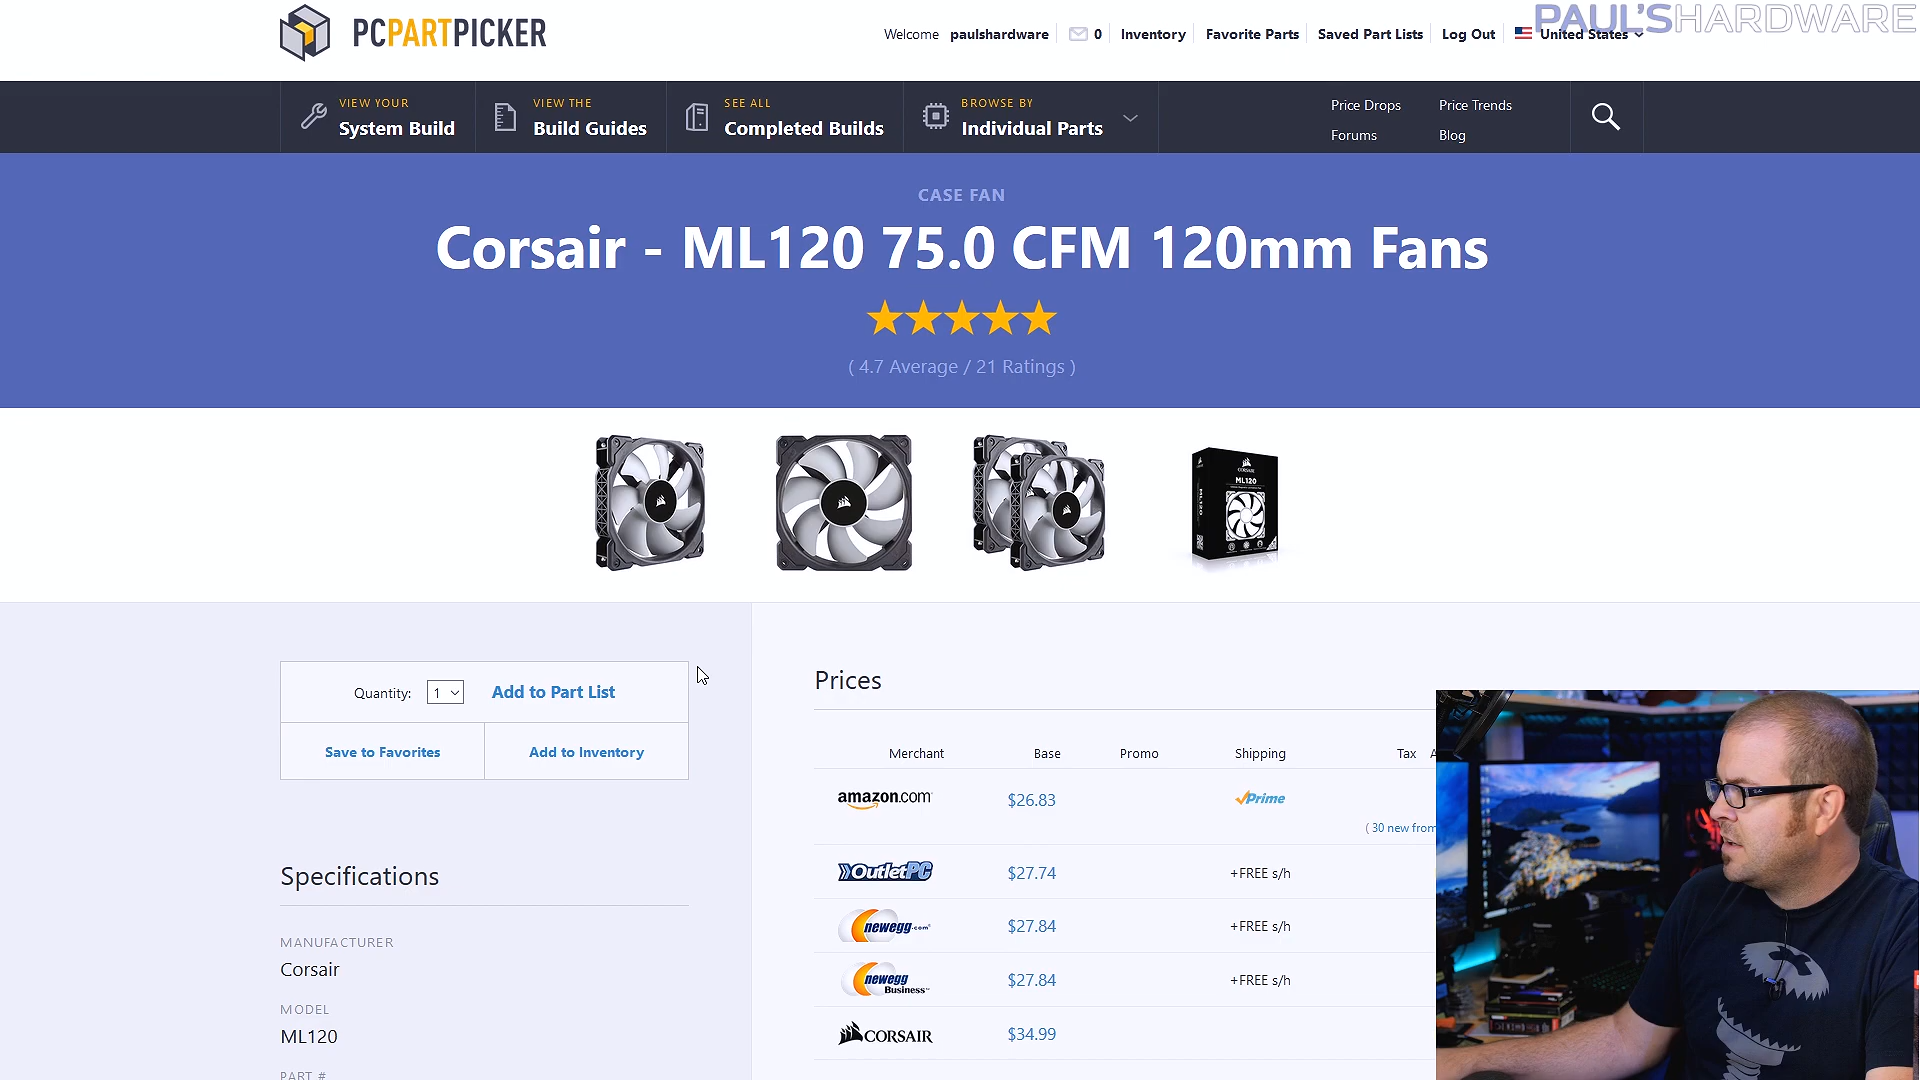 PCPARTPICKER
Welcome paulshardware 0 Inventory Favorite Parts Saved Part Lists Log Out United States
PAUL'S HARDWARE
VIEW YOUR
System Build
VIEW THE
Build Guides
SEE ALL
Completed Builds
BROWSE BY
Individual Parts
Price Drops Price Trends
Forums Blog
CASE FAN
Corsair - ML120 75.0 CFM 120mm Fans
( 4.7 Average / 21 Ratings )
CORSAIR
ML120
Quantity: 1 Add to Part List
Save to Favorites Add to Inventory
Specifications
MANUFACTURER
Corsair
MODEL
ML120
PART #
Prices
Merchant Base Promo Shipping Tax A
amazon.com $26.83 Prime
( 30 new from
OutletPC $27.74 +FREE s/h
newegg.com $27.84 +FREE s/h
newegg Business $27.84 +FREE s/h
CORSAIR $34.99